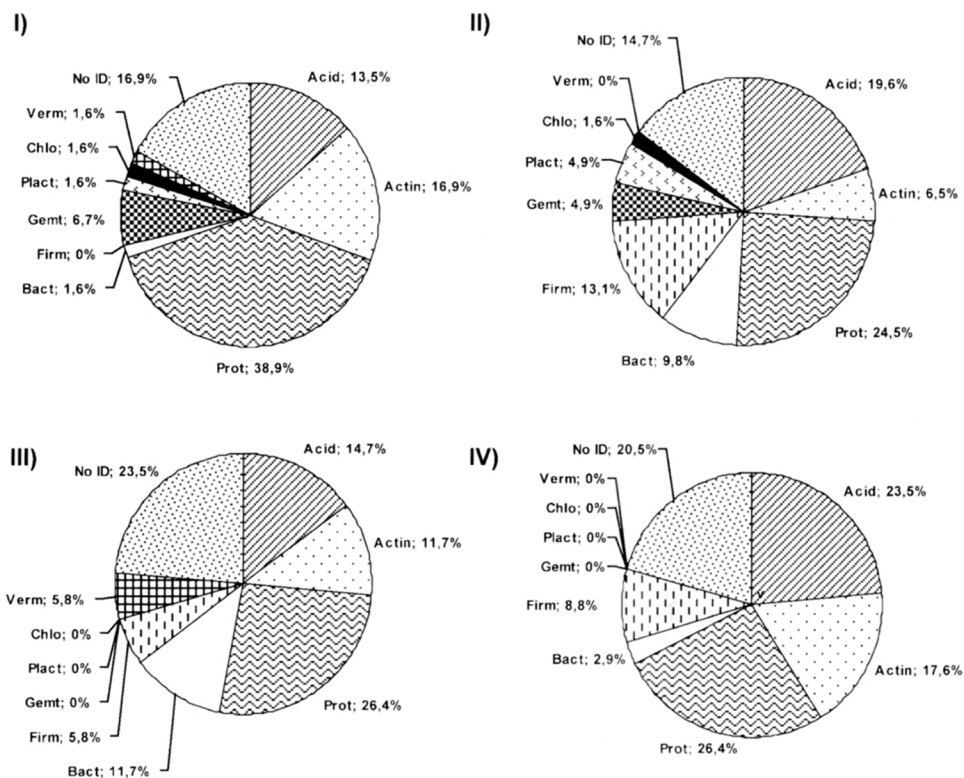 I)
No ID; 16,9%
Acid; 13,5%
Verm; 1,6%
Chlo; 1,6%
Plact; 1,6%
Actin; 16,9%
Gemt; 6,7%
Firm; 0%
Bact; 1,6%
Prot; 38,9%
II)
No ID; 14,7%
Verm; 0%
Acid; 19,6%
Chlo; 1,6%
Plact; 4,9%
Actin; 6,5%
Gemt; 4,9%
Firm; 13,1%
Prot; 24,5%
Bact; 9,8%
III)
No ID; 23,5%
Acid; 14,7%
Actin; 11,7%
Verm; 5,8%
Chlo; 0%
Plact; 0%
Gemt; 0%
Prot; 26,4%
Firm; 5,8%
Bact; 11,7%
IV)
No ID; 20,5%
Verm; 0%
Acid; 23,5%
Chlo; 0%
Plact; 0%
Gemt; 0%
Firm; 8,8%
Bact; 2,9%
Actin; 17,6%
Prot; 26,4%